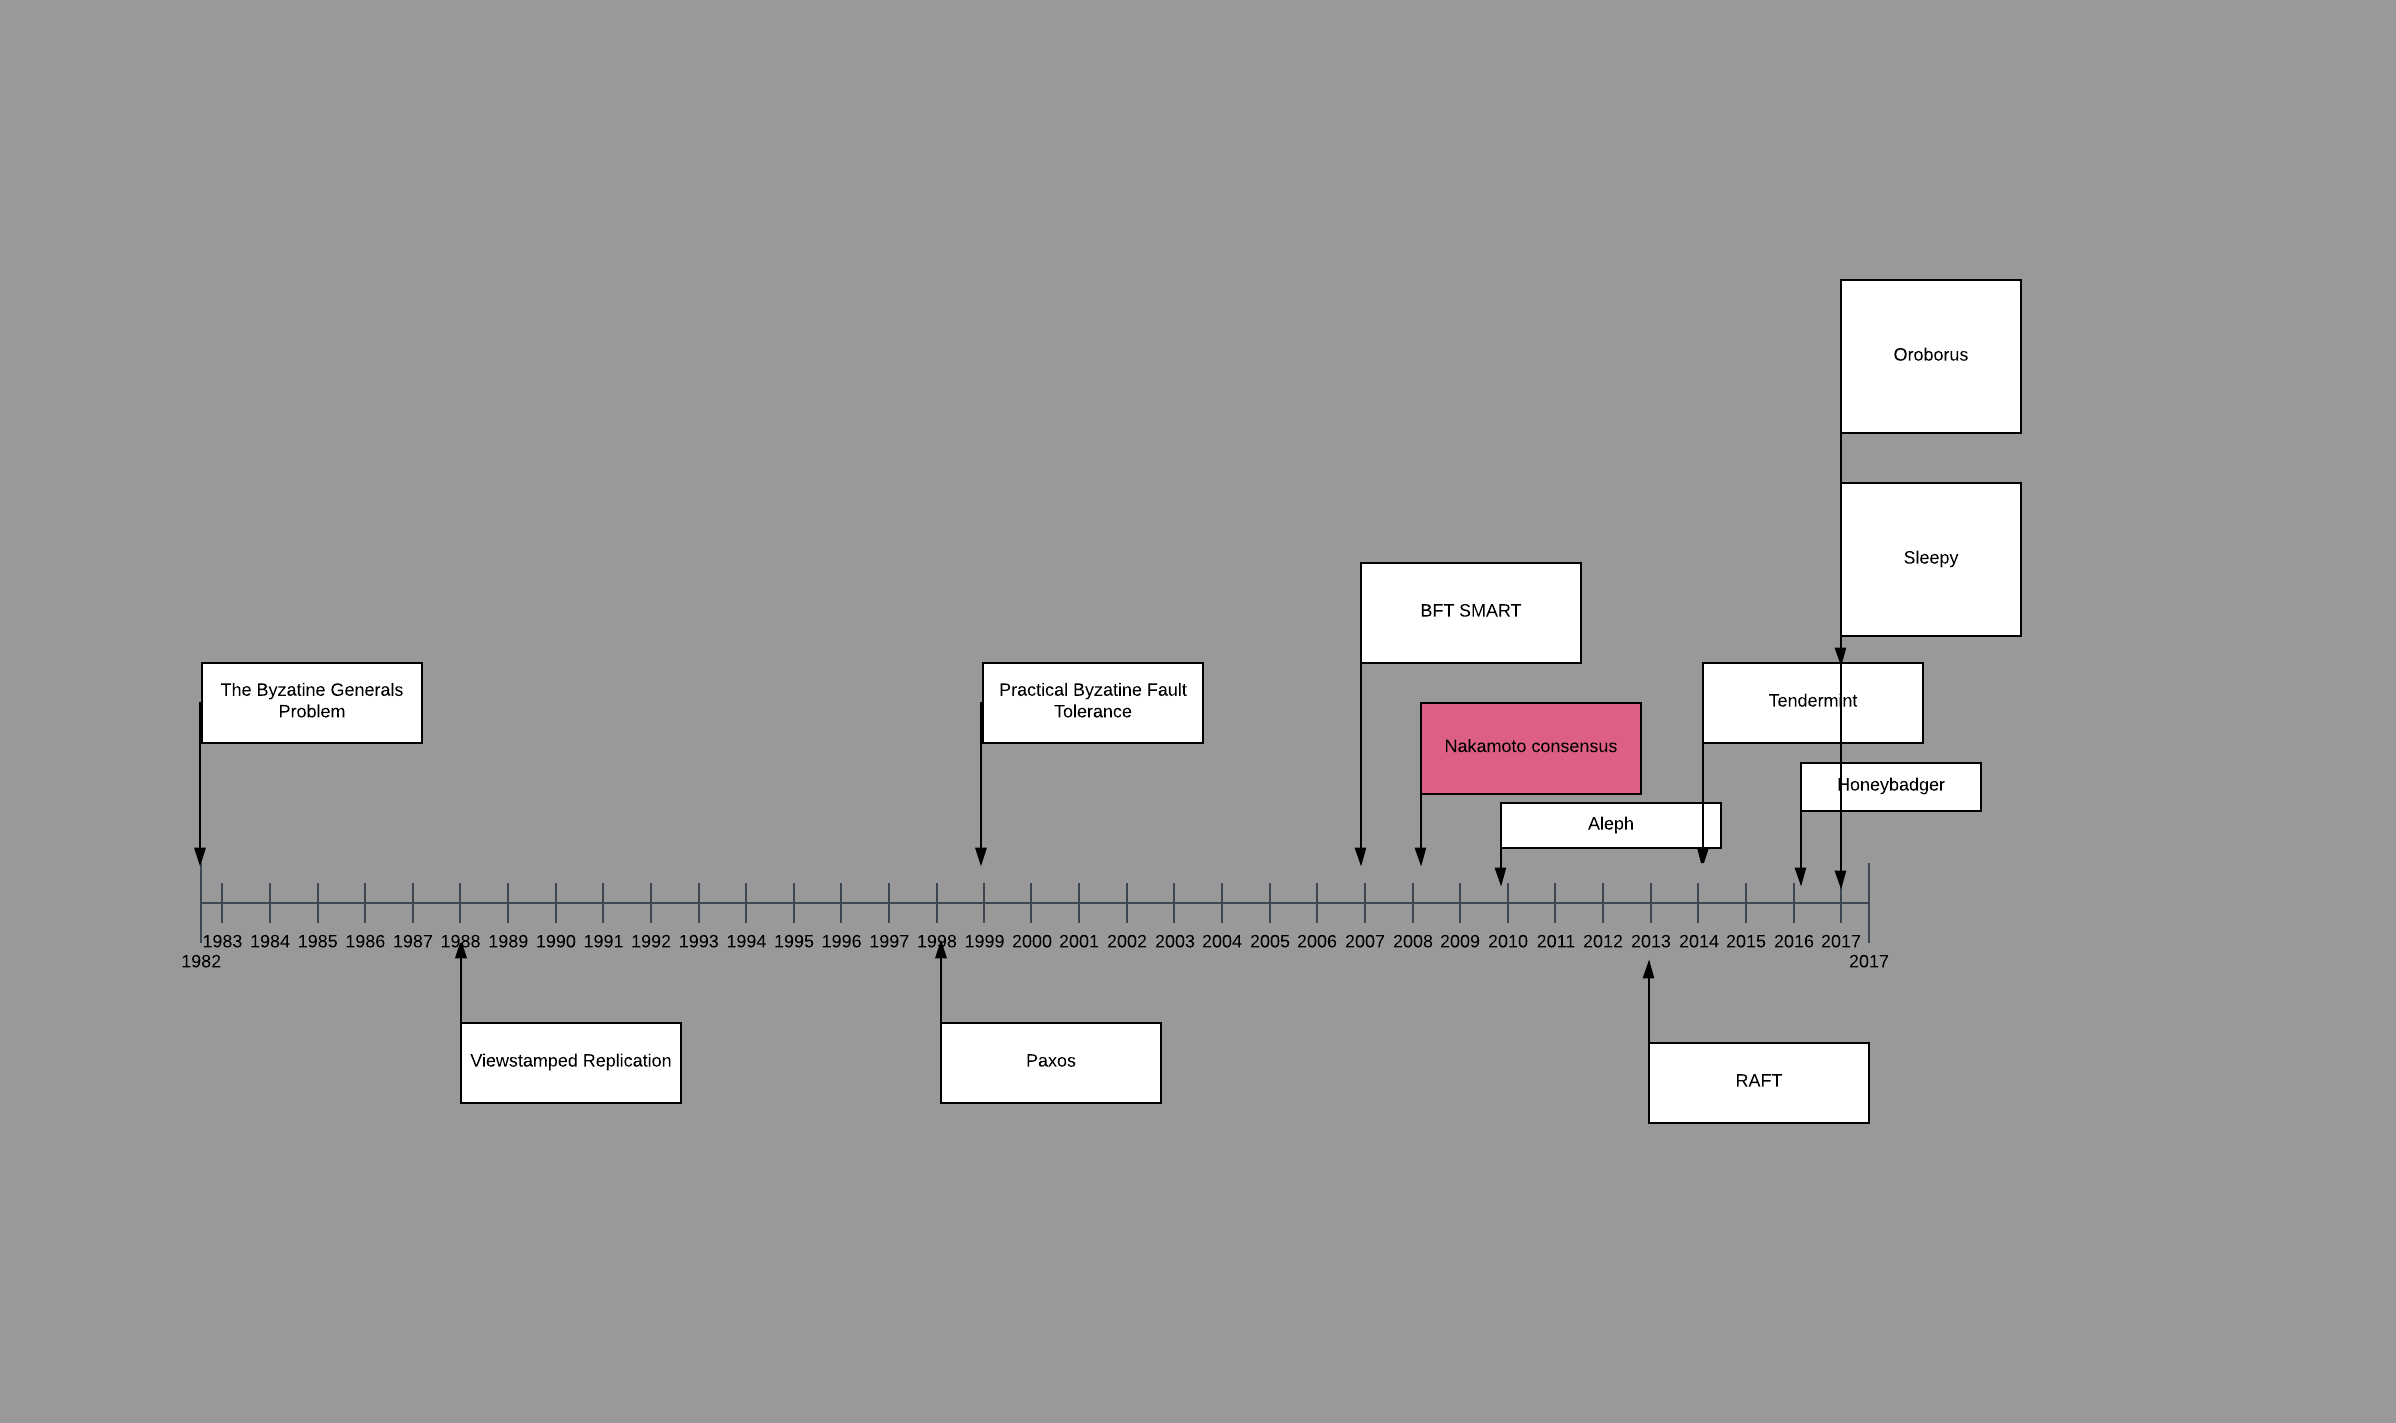 Oroborus
Sleepy
BFT SMART
The Byzatine Generals
Problem
Practical Byzatine Fault
Tolerance
Tendermint
Nakamoto consensus
Honeybadger
Aleph
1983 1984 1985 1986 1987 1988 1989 1990 1991 1992 1993 1994 1995 1996 1997 1998 1999 2000 2001 2002 2003 2004 2005 2006 2007 2008 2009 2010 2011 2012 2013 2014 2015 2016 2017
1982 2017
Viewstamped Replication
Paxos
RAFT